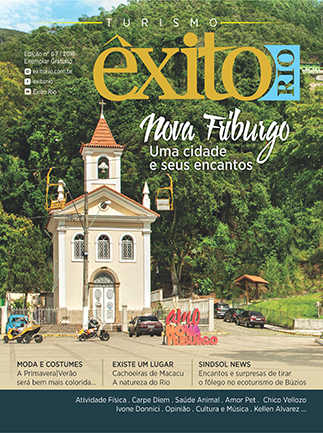 TURISMO
êxito
RIO
Edição nº 67 | 2018
Exemplar Gratuito
exitorio.com.br
exitorio
Êxito Rio
Nova Friburgo
Uma cidade
e seus encantos
amo
NOVA
FRIBURGO
MODA E COSTUMES
A Primavera|Verão
será bem mais colorida...
EXISTE UM LUGAR
Cachoeiras de Macacu
A natureza do Rio
SINDSOL NEWS
Encantos e surpresas de tirar
o fôlego no ecoturismo de Búzios
Atividade Física . Carpe Diem . Saúde Animal . Amor Pet . Chico Vellozo
Ivone Donnici . Opinião . Cultura e Música . Kellen Alvarez ...